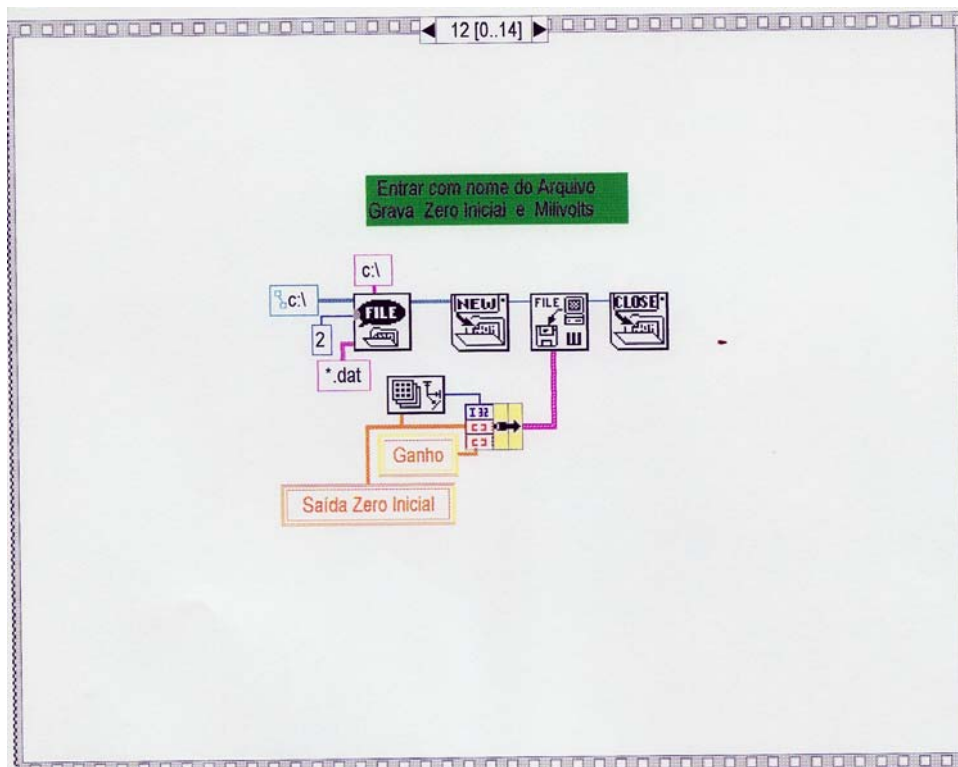 12 [0..14]
Entrar com nome do Arquivo
Grava Zero Inicial e Milivolts
c:\
c:\
FILE
NEW
FILE
W
CLOSE
2
*.dat
I32
Ganho
Saída Zero Inicial